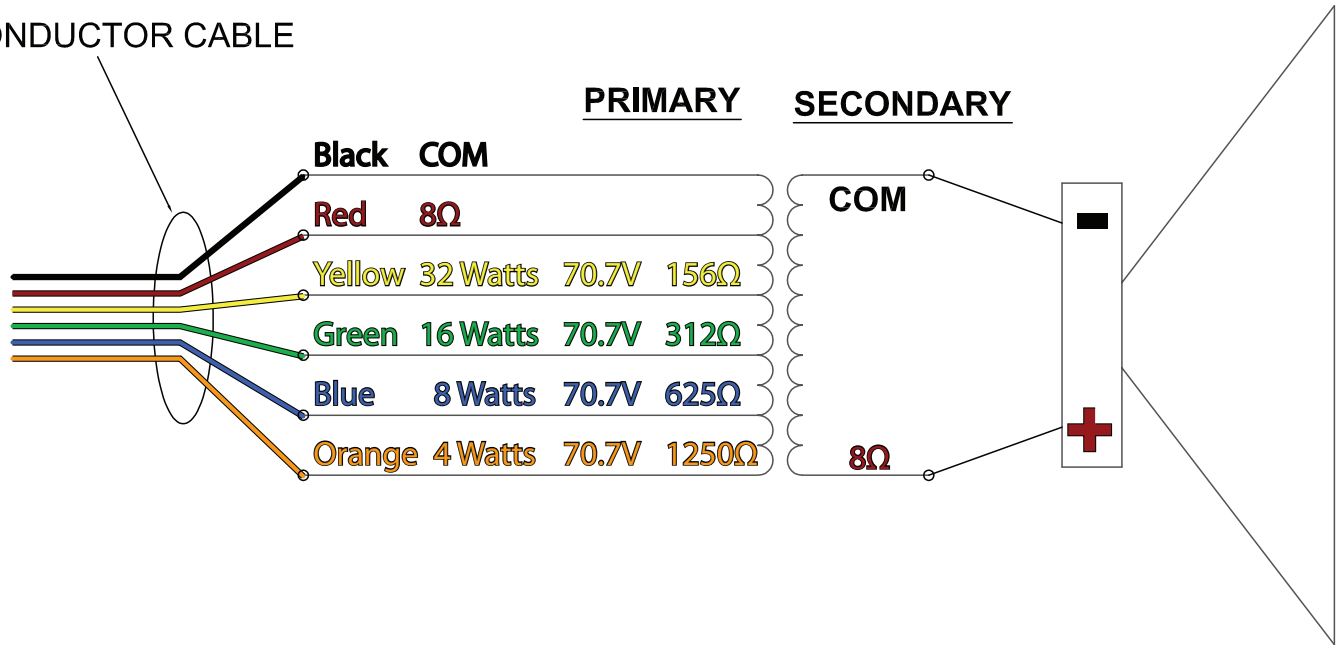 ONDUCTOR CABLE
PRIMARY SECONDARY
Black COM
COM
Red 8Ω
Yellow 32 Watts 70.7V 156Ω
Green 16 Watts 70.7V 312Ω
Blue 8 Watts 70.7V 625Ω
Orange 4 Watts 70.7V 1250Ω
8Ω